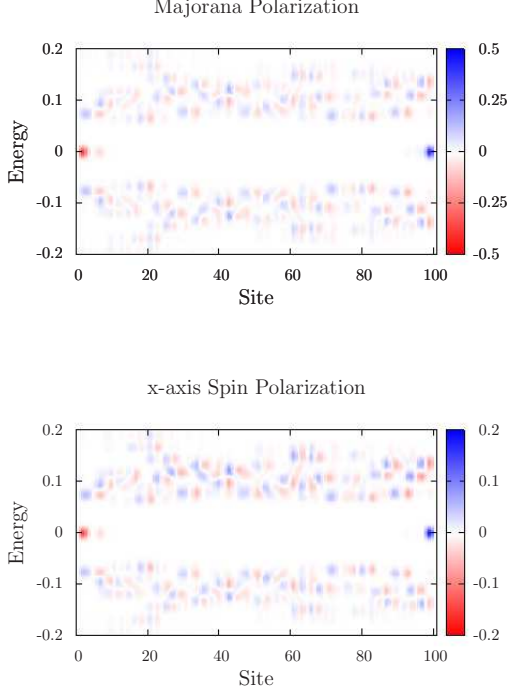 Majorana Polarization
0.2 0.5
0.1 0.25
Energy 0 0
-0.1 -0.25
-0.2 -0.5
0 20 40 60 80 100
Site
x-axis Spin Polarization
0.2 0.2
0.1 0.1
Energy 0 0
-0.1 -0.1
-0.2 -0.2
0 20 40 60 80 100
Site